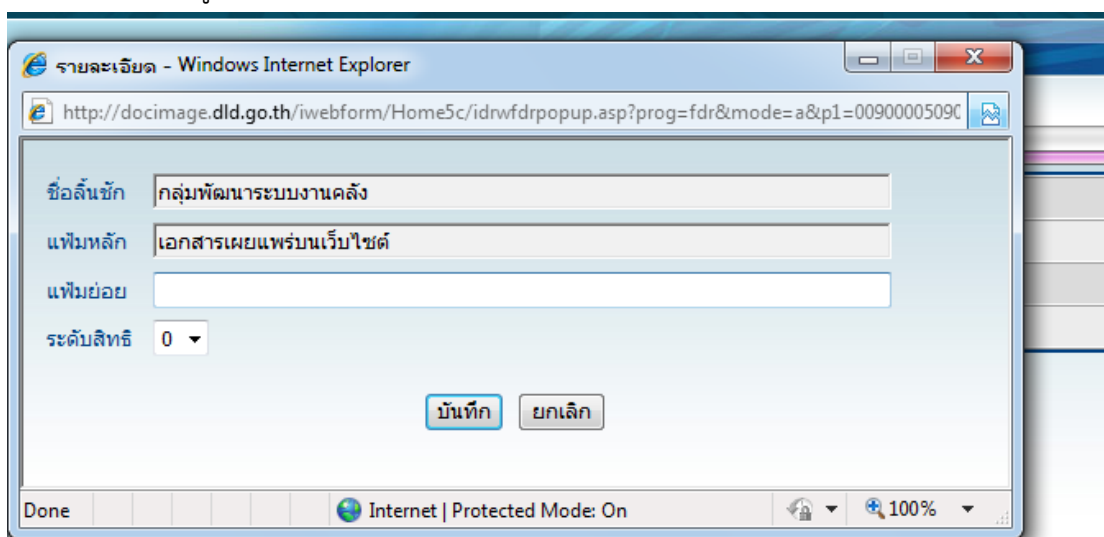 รายละเอียด - Windows Internet Explorer
http://docimage.dld.go.th/iwebform/Home5c/idrwfdrpopup.asp?prog=fdr&mode=a&p1=0090000509C
ชื่อลิ้นชัก กลุ่มพัฒนาระบบงานคลัง
แฟ้มหลัก เอกสารเผยแพร่บนเว็บไซต์
แฟ้มย่อย
ระดับสิทธิ 0
บันทึก ยกเลิก
Done Internet | Protected Mode: On 100%